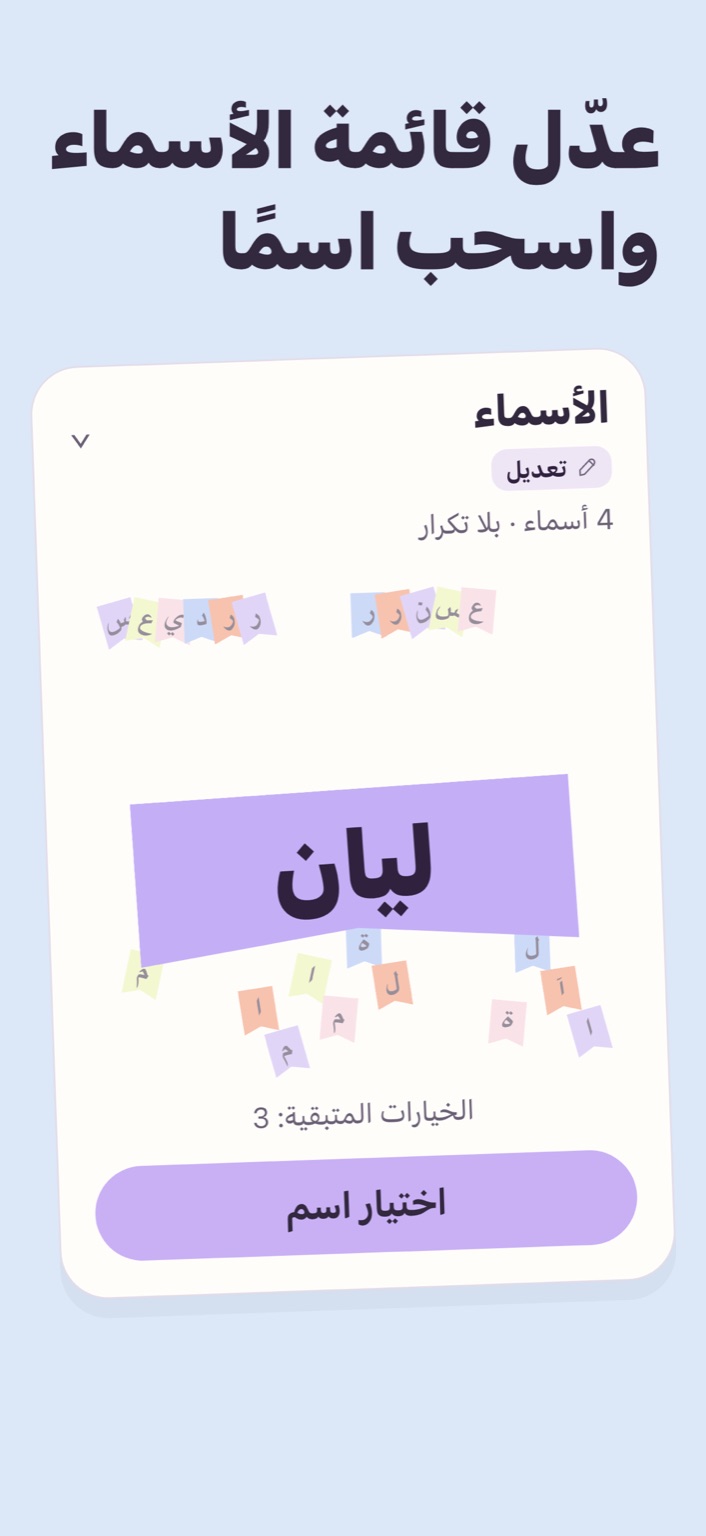 عدّل قائمة الأسماء
واسحب اسمًا
الأسماء
تعديل
4 أسماء · بلا تكرار
ع س ن ر ر
ر ر د ي ع س
ليان
ل
أ
ا
ة
ة
ل
ا
م
ا
م
م
الخيارات المتبقية: 3
اختيار اسم